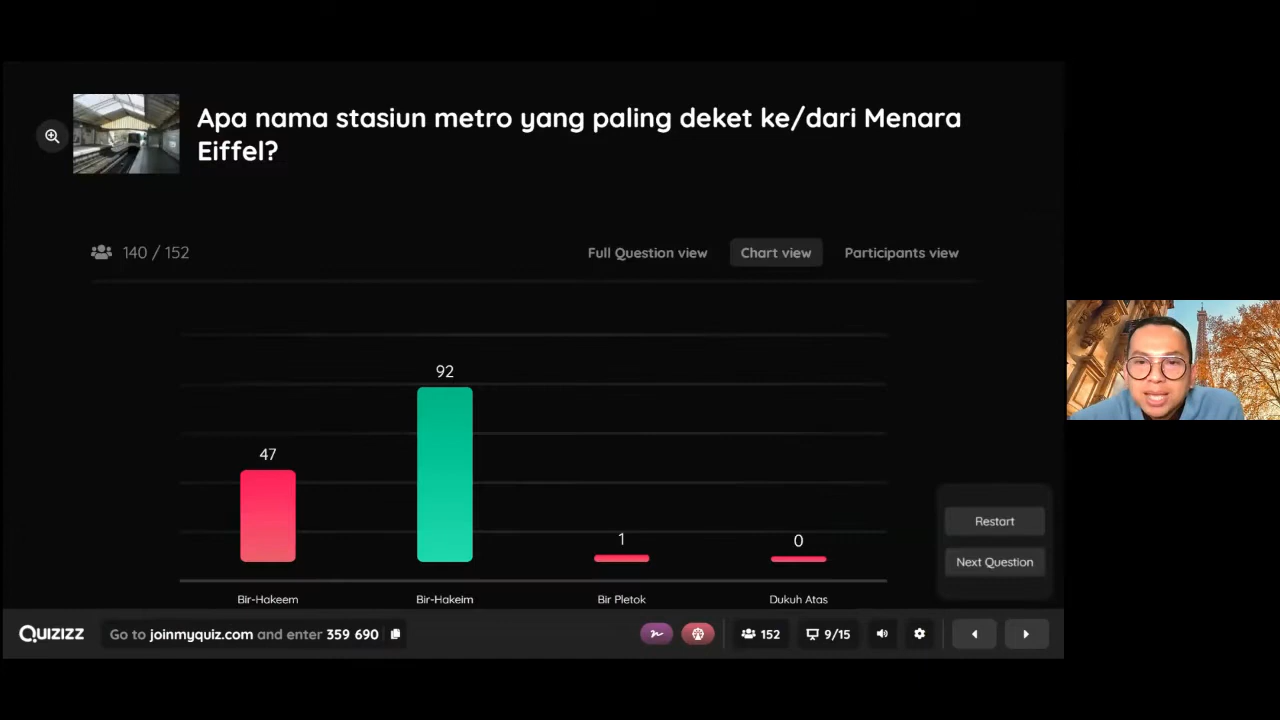 Apa nama stasiun metro yang paling deket ke/dari Menara
Eiffel?
140 / 152
Full Question view
Chart view
Participants view
92
47
1
0
Bir-Hakeem
Bir-Hakeim
Bir Pletok
Dukuh Atas
Restart
Next Question
Quizizz
Go to joinmyquiz.com and enter 359 690
152
9/15